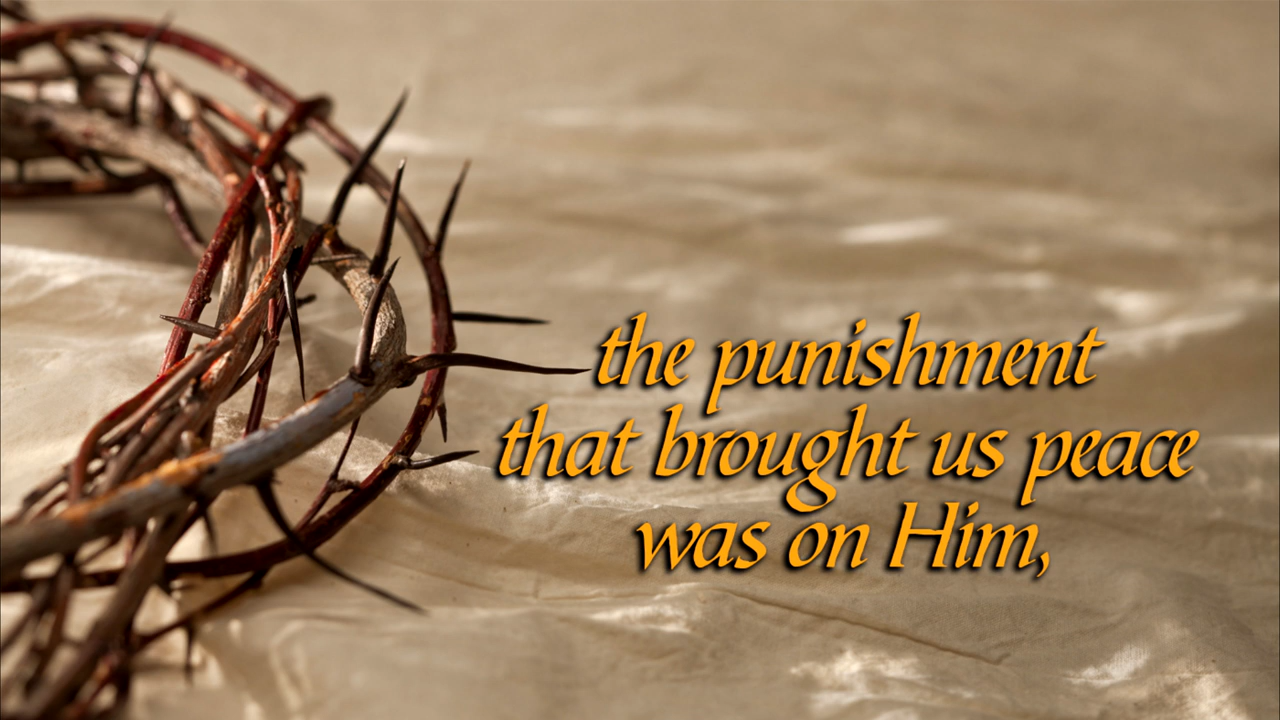 the punishment
that brought us peace
was on Him,